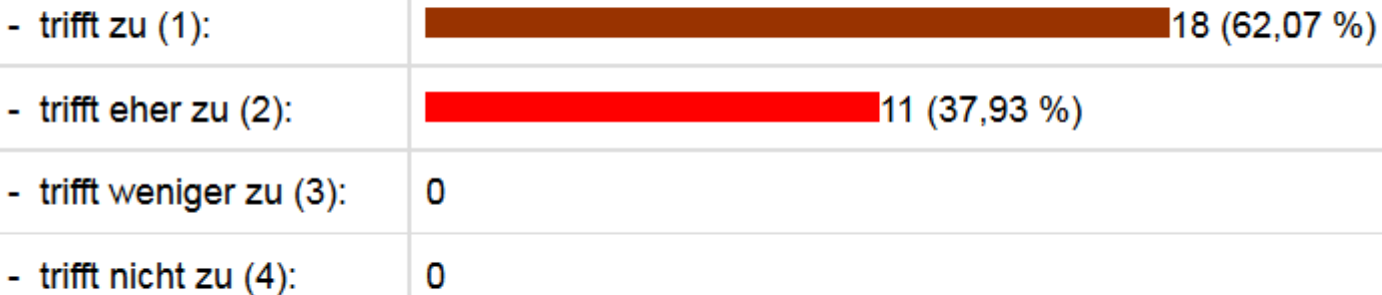 - trifft zu (1): 18 (62,07 %)
- trifft eher zu (2): 11 (37,93 %)
- trifft weniger zu (3): 0
- trifft nicht zu (4): 0